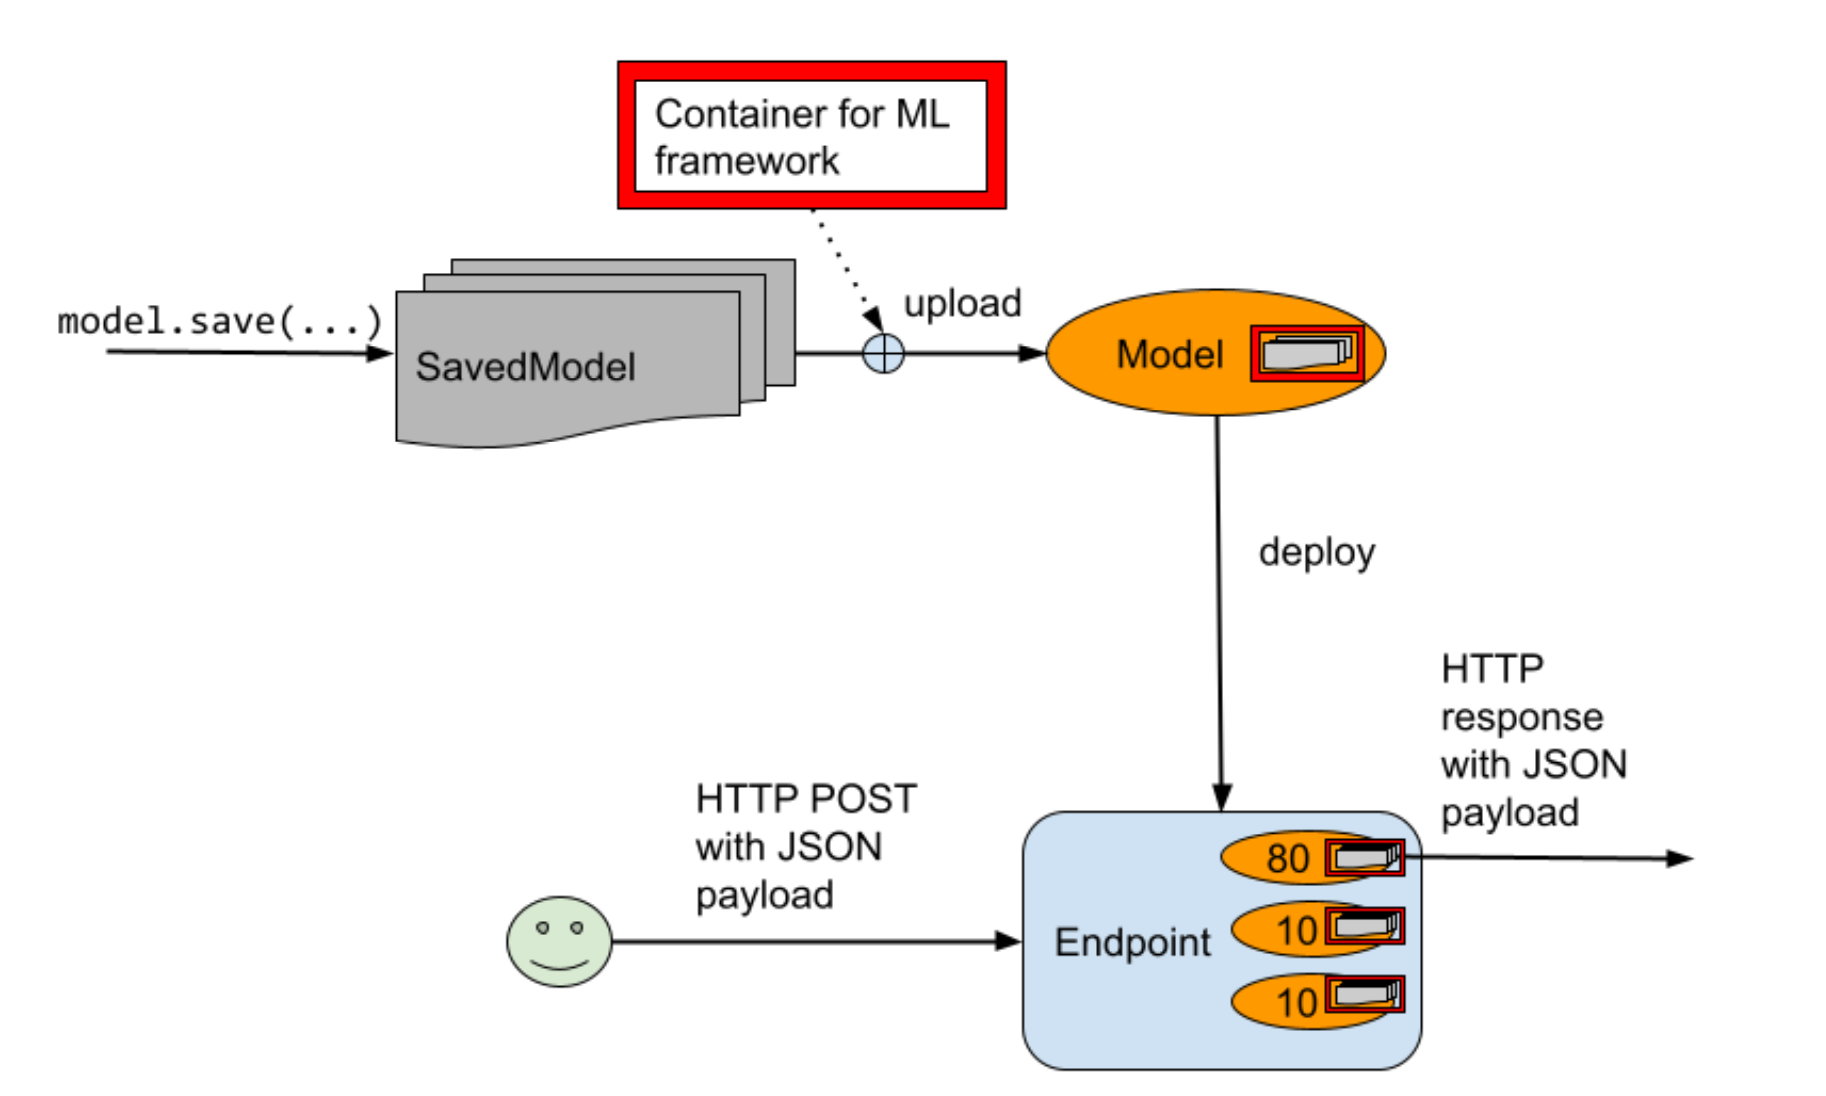 Container for ML
framework
model.save(...)
SavedModel
upload
Model
deploy
HTTP
response
with JSON
payload
HTTP POST
with JSON
payload
Endpoint
80
10
10